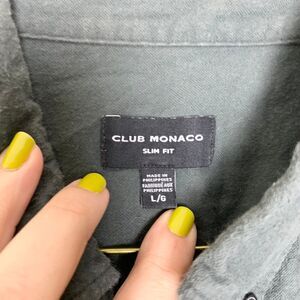 CLUB MONACO
SLIM FIT
MADE IN
PHILIPPINES
FABRIQUÉ AUX
PHILIPPINES
L/G